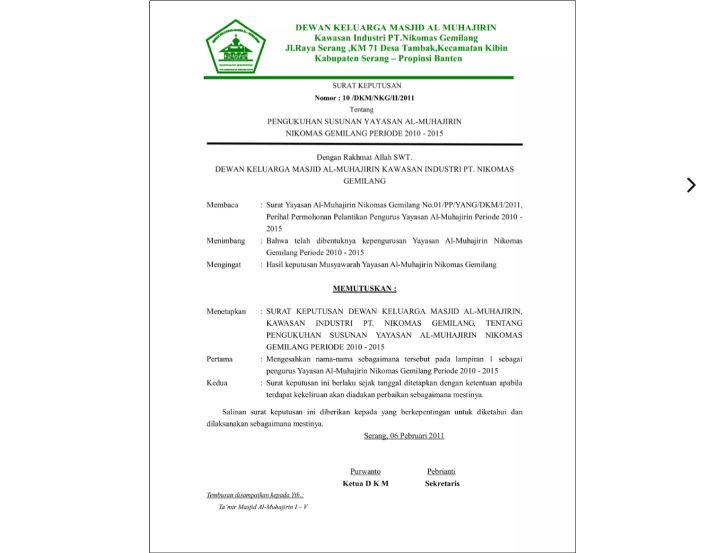 DEWAN KELUARGA MASJID AL MUHAJIRIN
Kawasan Industri PT.Nikomas Gemilang
Jl.Raya Serang ,KM 71 Desa Tambak,Kecamatan Kibin
Kabupaten Serang – Propinsi Banten
SURAT KEPUTUSAN
Nomor : 10 /DKM/NKG/II/2011
Tentang
PENGUKUHAN SUSUNAN YAYASAN AL-MUHAJIRIN
NIKOMAS GEMILANG PERIODE 2010 - 2015
Dengan Rakhmat Allah SWT.
DEWAN KELUARGA MASJID AL-MUHAJIRIN KAWASAN INDUSTRI PT. NIKOMAS
GEMILANG
Membaca : Surat Yayasan Al-Muhajirin Nikomas Gemilang No.01/PP/YANG/DKM/I/2011,
Perihal Permohonan Pelantikan Pengurus Yayasan Al-Muhajirin Periode 2010 -
2015
Menimbang : Bahwa telah dibentuknya kepengurusan Yayasan Al-Muhajirin Nikomas
Gemilang Periode 2010 - 2015
Mengingat : Hasil keputusan Musyawarah Yayasan Al-Muhajirin Nikomas Gemilang
MEMUTUSKAN :
Menetapkan : SURAT KEPUTUSAN DEWAN KELUARGA MASJID AL-MUHAJIRIN,
KAWASAN INDUSTRI PT. NIKOMAS GEMILANG, TENTANG
PENGUKUHAN SUSUNAN YAYASAN AL-MUHAJIRIN NIKOMAS
GEMILANG PERIODE 2010 - 2015
Pertama : Mengesahkan nama-nama sebagaimana tersebut pada lampiran 1 sebagai
pengurus Yayasan Al-Muhajirin Nikomas Gemilang Periode 2010 - 2015
Kedua : Surat keputusan ini berlaku sejak tanggal ditetapkan dengan ketentuan apabila
terdapat kekeliruan akan diadakan perbaikan sebagaimana mestinya.
Salinan surat keputusan ini diberikan kepada yang berkepentingan untuk diketahui dan
dilaksanakan sebagaimana mestinya.
Serang, 06 Pebruari 2011
Purwanto Pebrianti
Ketua D K M Sekretaris
Tembusan disampaikan kepada Yth.:
Ta'mir Masjid Al-Muhajirin I – V